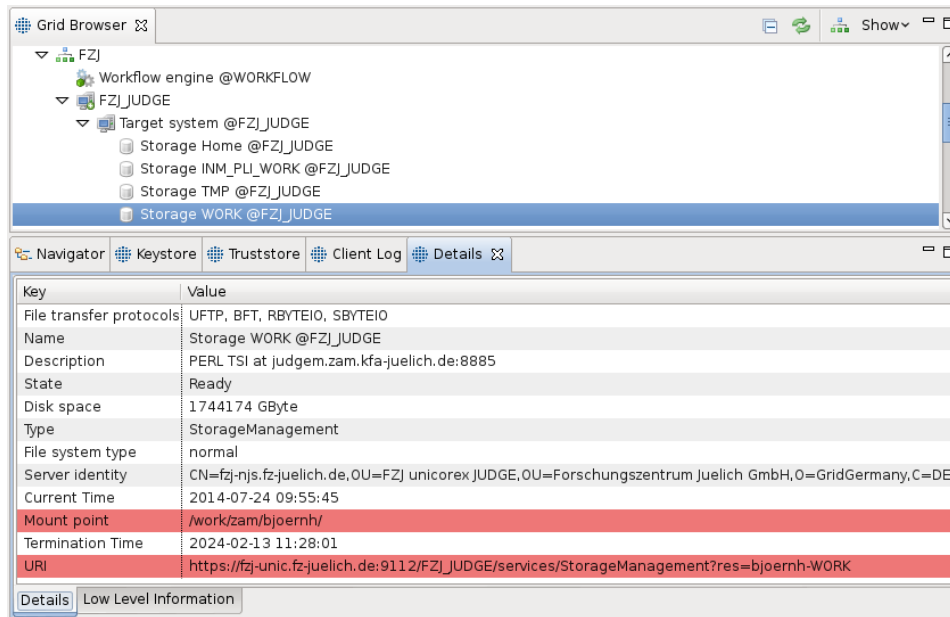 Grid Browser
Show
FZJ
Workflow engine @WORKFLOW
FZJ_JUDGE
Target system @FZJ_JUDGE
Storage Home @FZJ_JUDGE
Storage INM_PLI_WORK @FZJ_JUDGE
Storage TMP @FZJ_JUDGE
Storage WORK @FZJ_JUDGE
Navigator Keystore Truststore Client Log Details
Key Value
File transfer protocols UFTP, BFT, RBYTEIO, SBYTEIO
Name Storage WORK @FZJ_JUDGE
Description PERL TSI at judgem.zam.kfa-juelich.de:8885
State Ready
Disk space 1744174 GByte
Type StorageManagement
File system type normal
Server identity CN=fzj-njs.fz-juelich.de,OU=FZJ unicorex JUDGE,OU=Forschungszentrum Juelich GmbH,O=GridGermany,C=DE
Current Time 2014-07-24 09:55:45
Mount point /work/zam/bjoernh/
Termination Time 2024-02-13 11:28:01
URI https://fzj-unic.fz-juelich.de:9112/FZJ_JUDGE/services/StorageManagement?res=bjoernh-WORK
Details Low Level Information